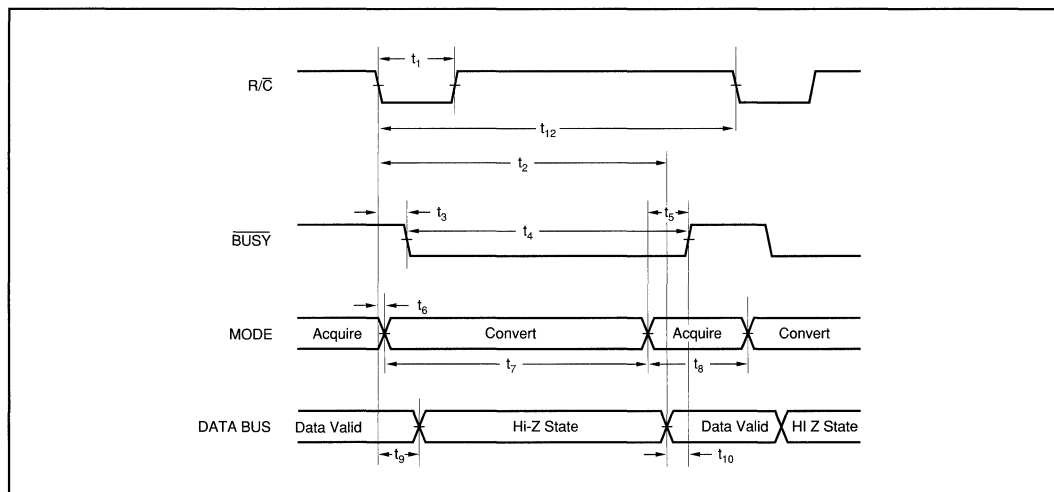 t1
R/C̅
t12
t2
t3
t5
B̅U̅S̅Y̅
t4
t6
MODE
Acquire
Convert
Acquire
Convert
t7
t8
DATA BUS
Data Valid
Hi-Z State
Data Valid
HI Z State
t9
t10